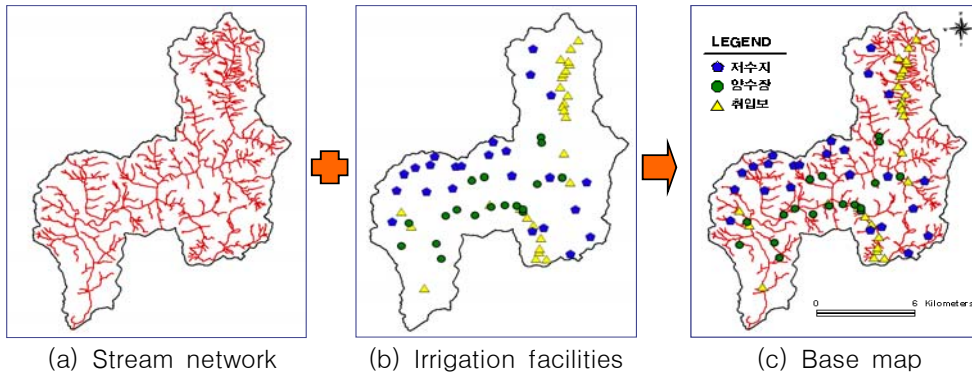 LEGEND
저수지
양수장
취입보
0 6 Kilometers
(a) Stream network
(b) Irrigation facilities
(c) Base map